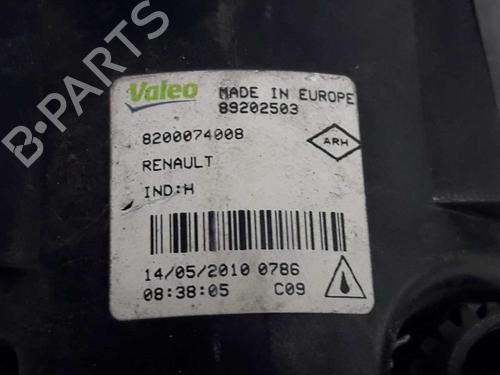 Valeo MADE IN EUROPE
89202503
8200074008
ARH
RENAULT
IND:H
14/05/2010 0786
08:38:05 C09
B-PARTS